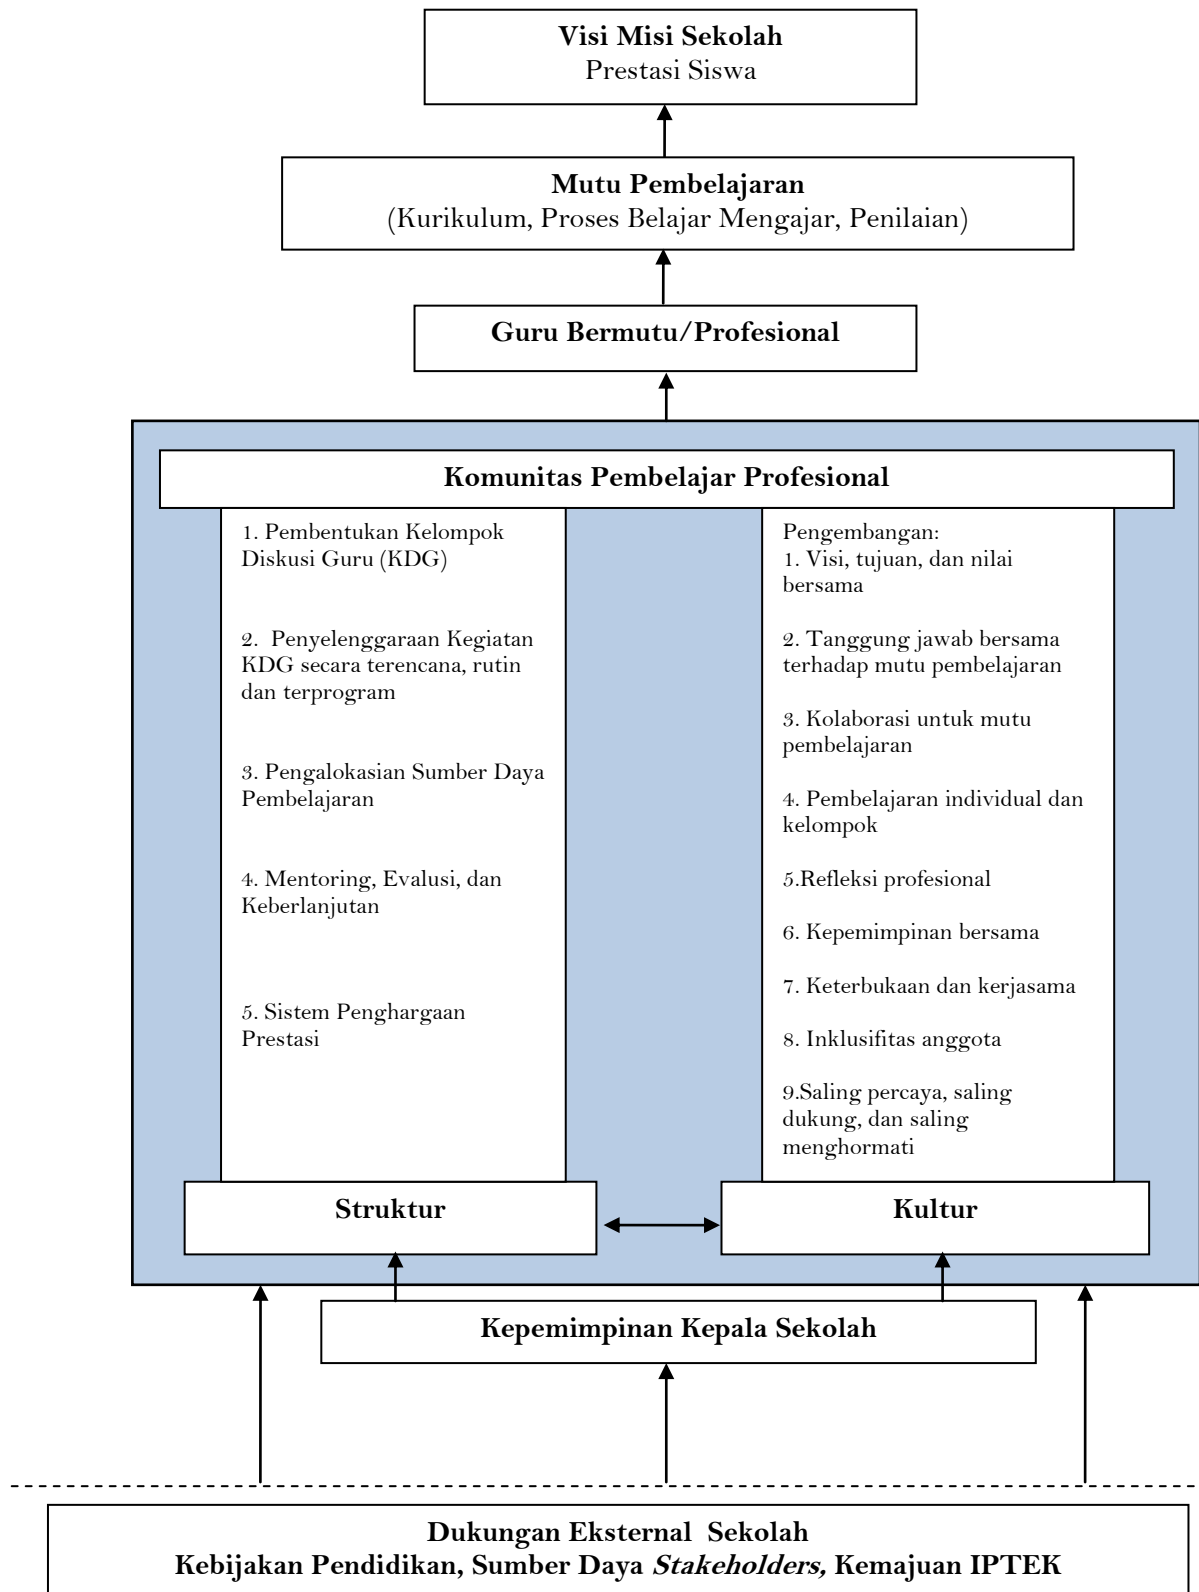 Visi Misi Sekolah
Prestasi Siswa
Mutu Pembelajaran
(Kurikulum, Proses Belajar Mengajar, Penilaian)
Guru Bermutu/Profesional
Komunitas Pembelajar Profesional
1. Pembentukan Kelompok
Diskusi Guru (KDG)
2. Penyelenggaraan Kegiatan
KDG secara terencana, rutin
dan terprogram
3. Pengalokasian Sumber Daya
Pembelajaran
4. Mentoring, Evalusi, dan
Keberlanjutan
5. Sistem Penghargaan
Prestasi
Struktur
Pengembangan:
1. Visi, tujuan, dan nilai
bersama
2. Tanggung jawab bersama
terhadap mutu pembelajaran
3. Kolaborasi untuk mutu
pembelajaran
4. Pembelajaran individual dan
kelompok
5.Refleksi profesional
6. Kepemimpinan bersama
7. Keterbukaan dan kerjasama
8. Inklusifitas anggota
9.Saling percaya, saling
dukung, dan saling
menghormati
Kultur
Kepemimpinan Kepala Sekolah
Dukungan Eksternal Sekolah
Kebijakan Pendidikan, Sumber Daya Stakeholders, Kemajuan IPTEK